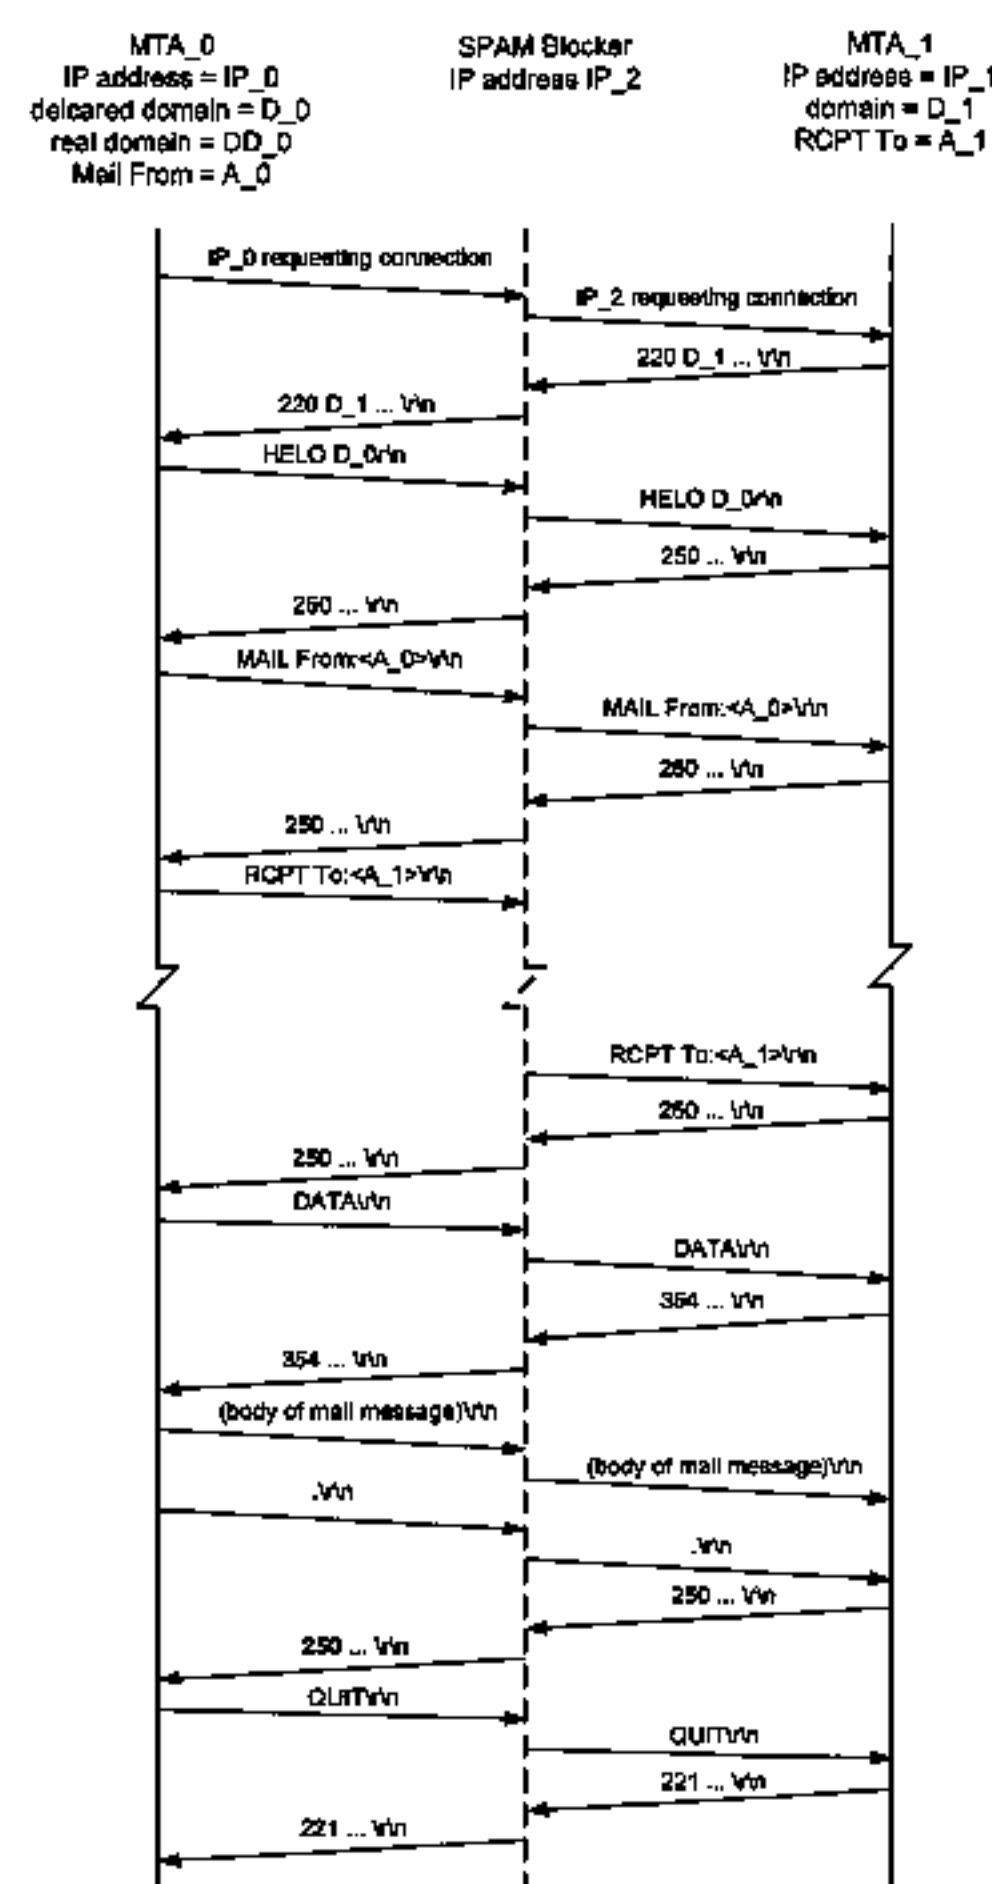 MTA_0
IP address = IP_0
delcared domain = D_0
real domain = DD_0
Mail From = A_0
SPAM Blocker
IP address IP_2
MTA_1
IP address = IP_1
domain = D_1
RCPT To = A_1
IP_0 requesting connection
IP_2 requesting connection
220 D_1 ... \r\n
220 D_1 ... \r\n
HELO D_0\r\n
HELO D_0\r\n
250 ... \r\n
250 ... \r\n
MAIL From:<A_0>\r\n
MAIL From:<A_0>\r\n
250 ... \r\n
250 ... \r\n
RCPT To:<A_1>\r\n
RCPT To:<A_1>\r\n
250 ... \r\n
250 ... \r\n
DATA\r\n
DATA\r\n
354 ... \r\n
354 ... \r\n
(body of mail message)\r\n
(body of mail message)\r\n
.\r\n
.\r\n
250 ... \r\n
250 ... \r\n
QUIT\r\n
QUIT\r\n
221 ... \r\n
221 ... \r\n